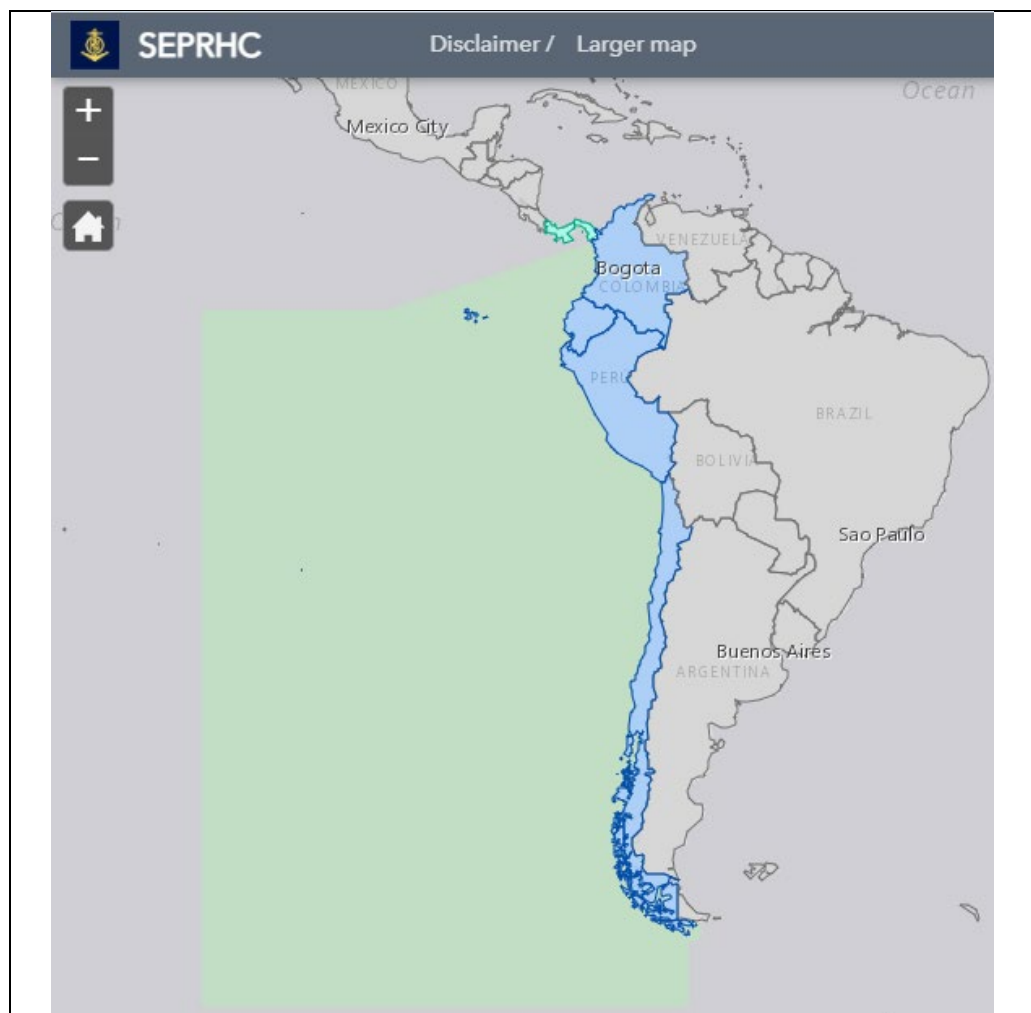 SEPRHC
Disclaimer / Larger map
MEXICO
Ocean
+
Mexico City
−
VENEZUELA
Bogota
COLOMBIA
PERU
BRAZIL
BOLIVIA
Sao Paulo
Buenos Aires
ARGENTINA